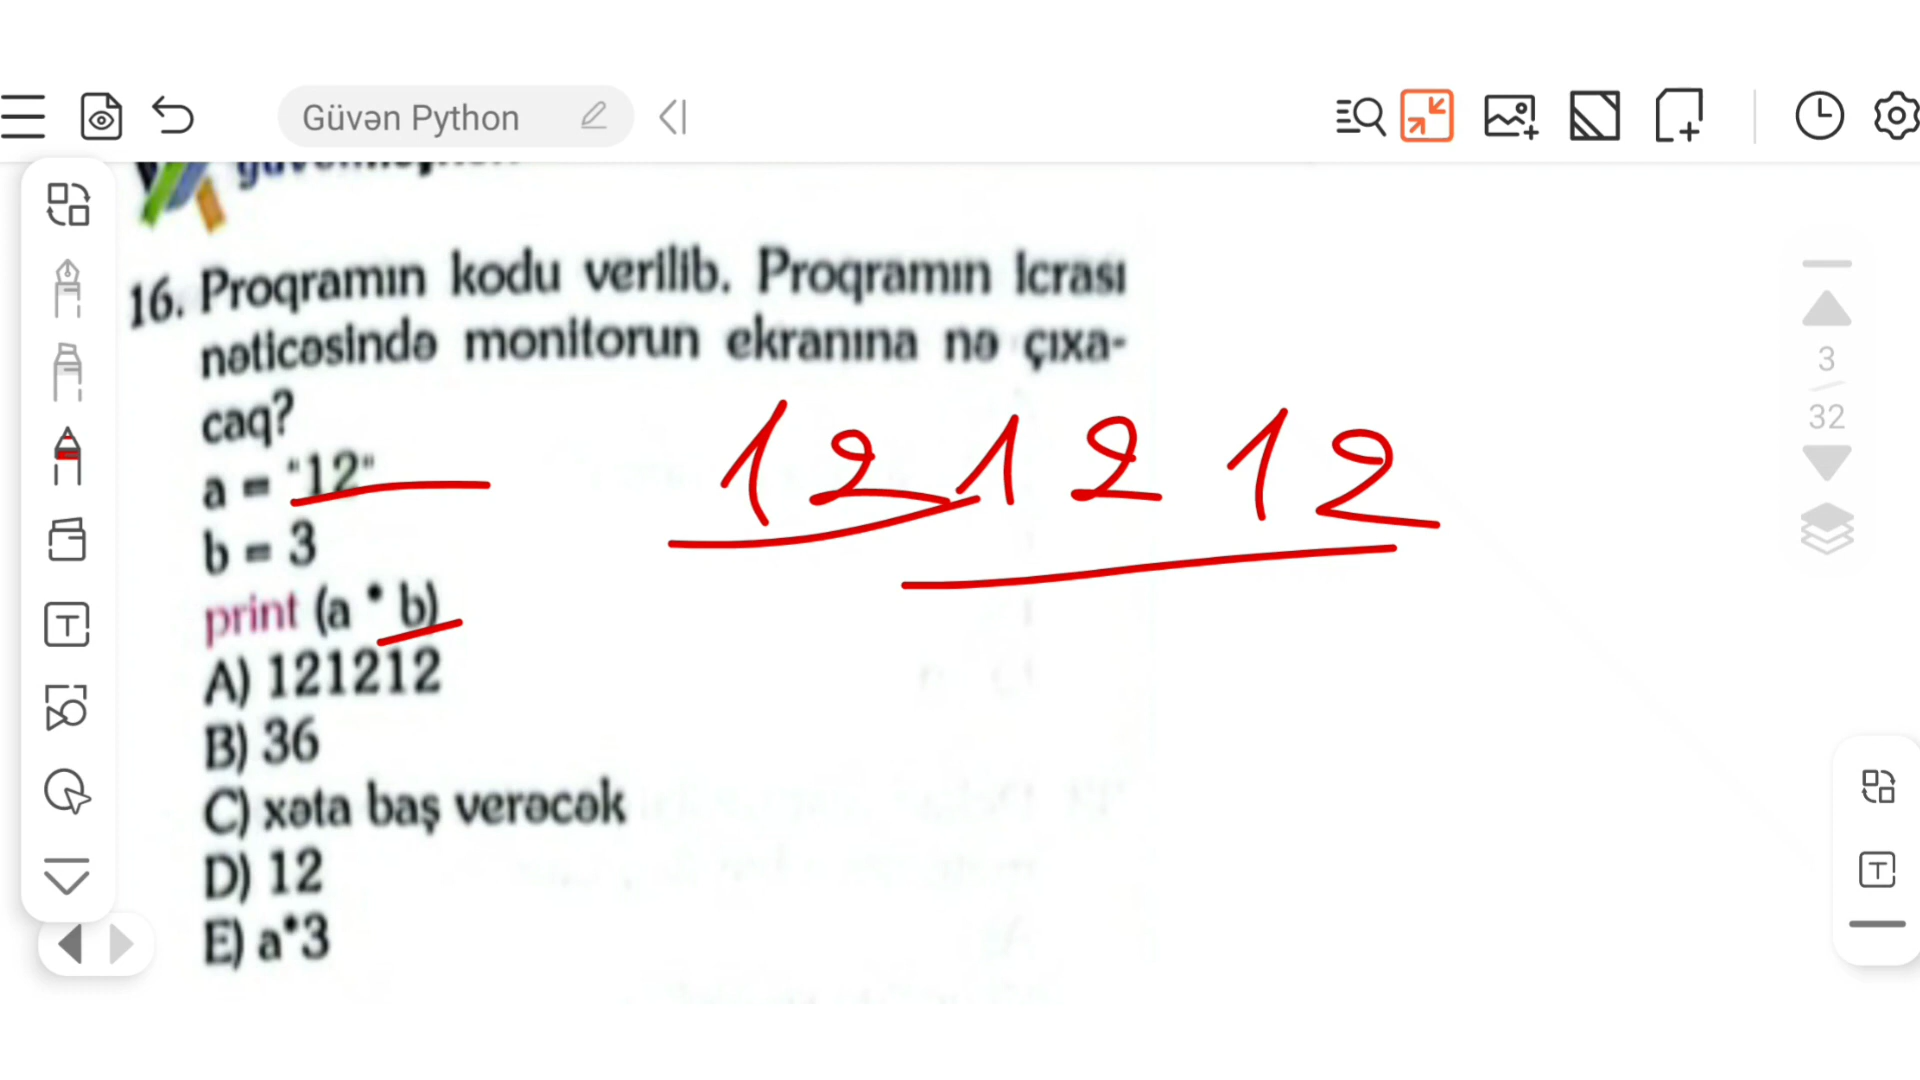 Güvən Python
16. Proqramın kodu verilib. Proqramın icrası
nəticəsində monitorun ekranına nə çıxa-
caq?
a = "12"
121212
b = 3
print (a * b)
A) 121212
B) 36
C) xəta baş verəcək
D) 12
E) a*3
3
32